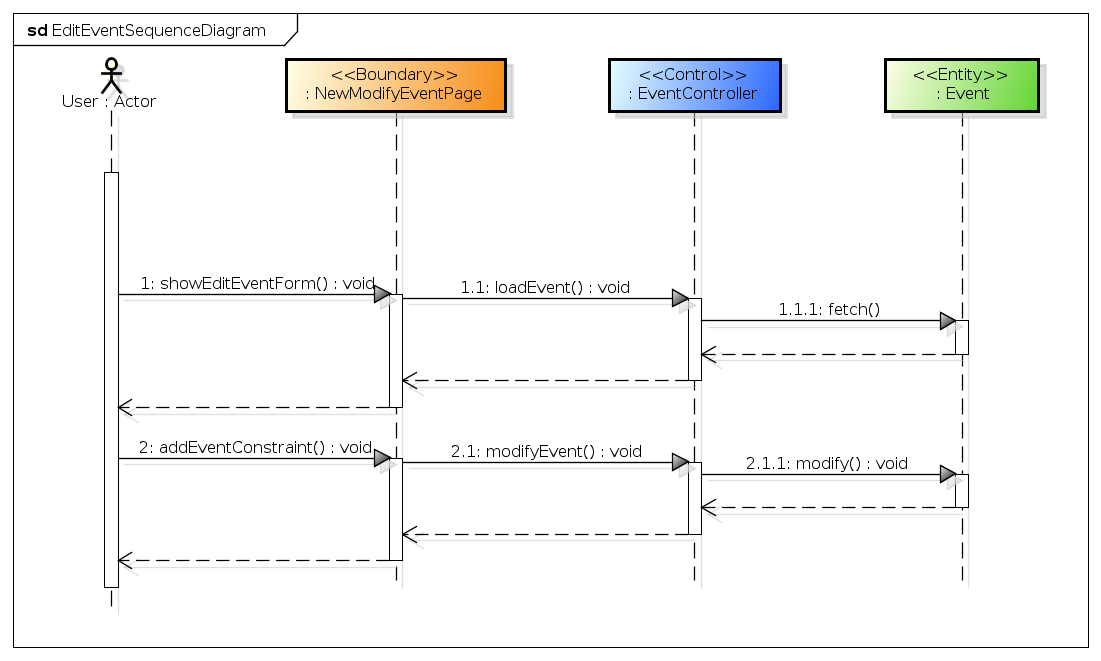 sd EditEventSequenceDiagram
User : Actor
<<Boundary>>
: NewModifyEventPage
<<Control>>
: EventController
<<Entity>>
: Event
1: showEditEventForm() : void
1.1: loadEvent() : void
1.1.1: fetch()
2: addEventConstraint() : void
2.1: modifyEvent() : void
2.1.1: modify() : void